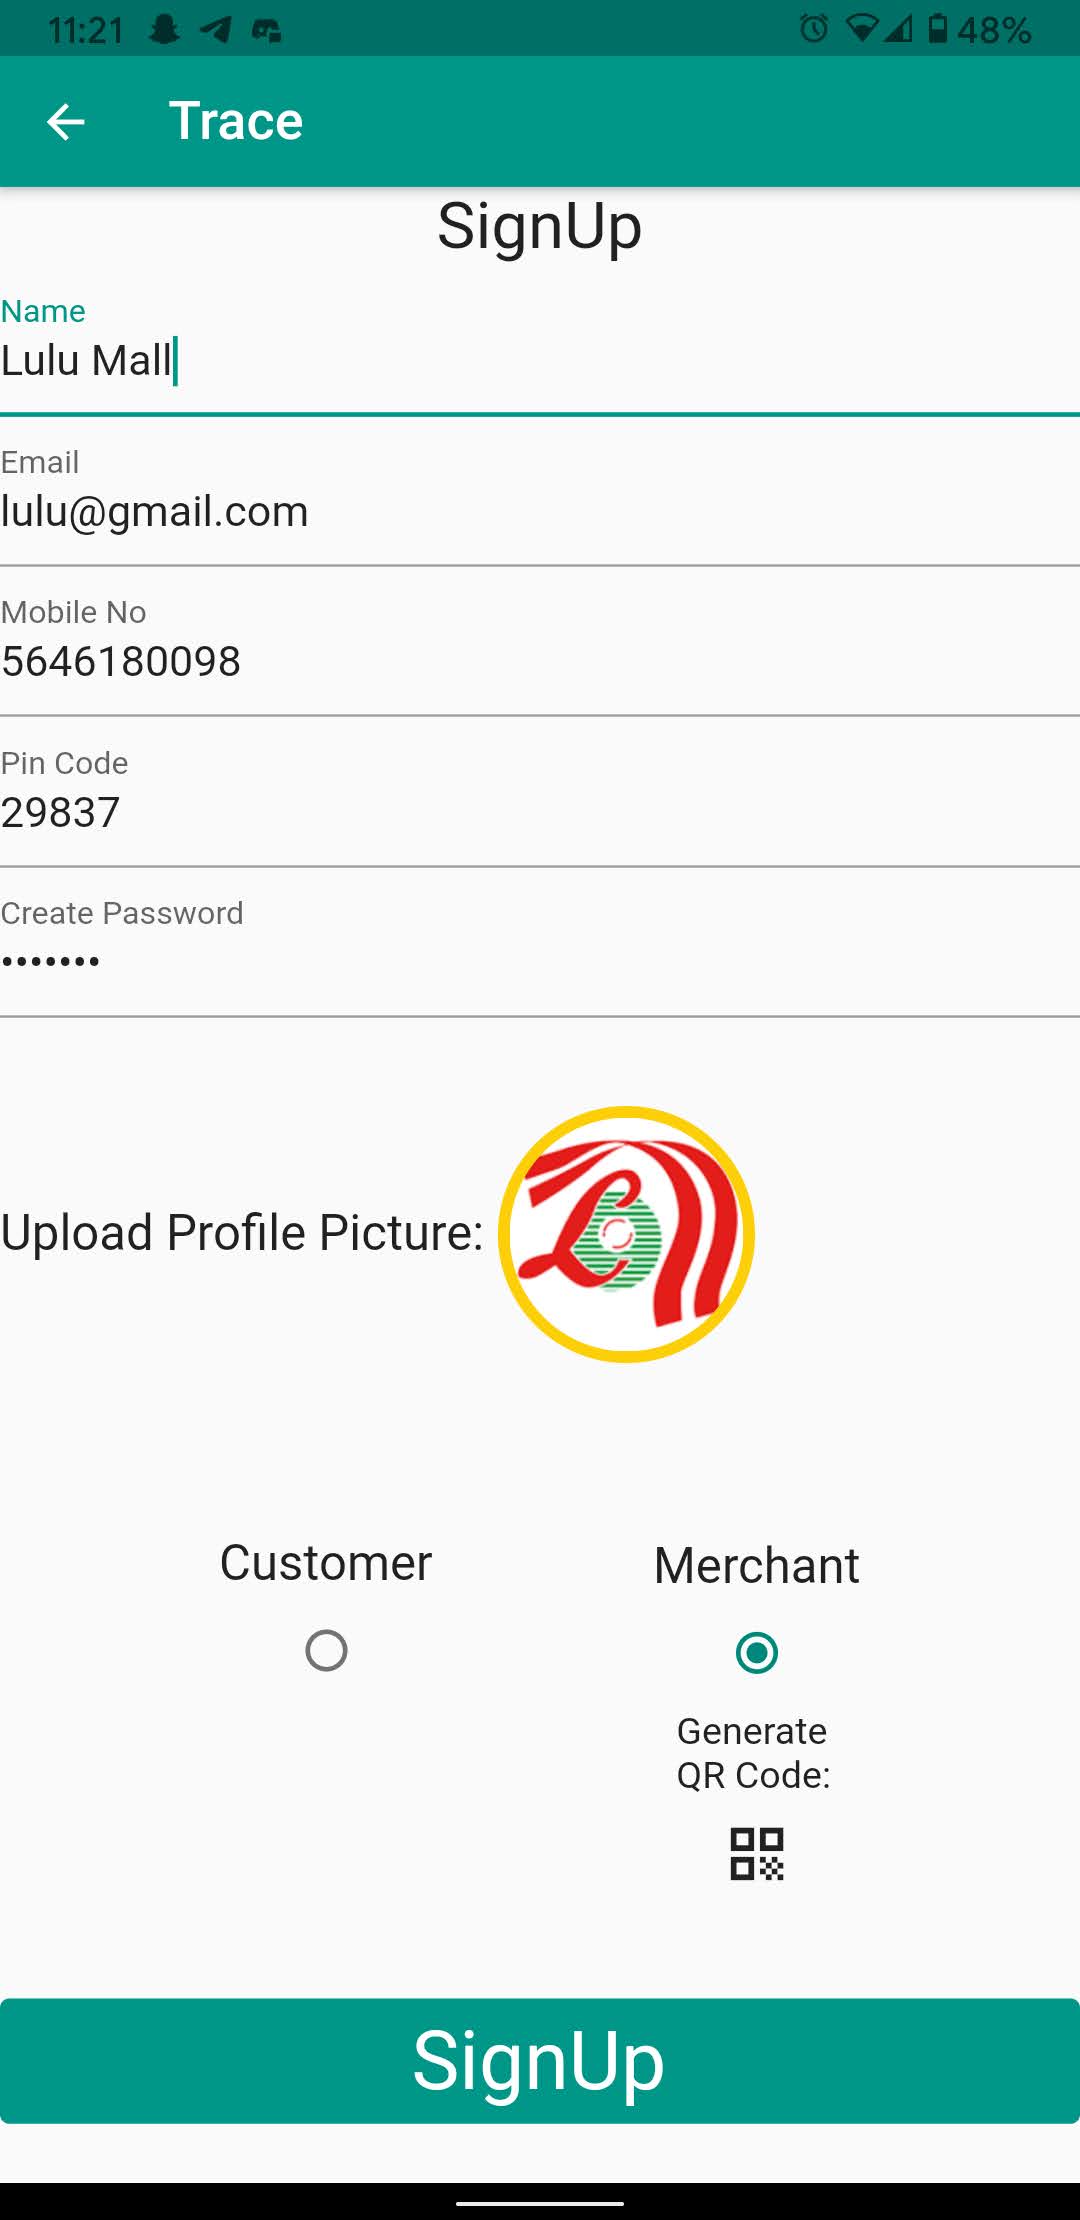 11:21
48%
Trace
SignUp
Name
Lulu Mall
Email
lulu@gmail.com
Mobile No
5646180098
Pin Code
29837
Create Password
•••••••
Upload Profile Picture:
Customer
Merchant
Generate
QR Code:
SignUp